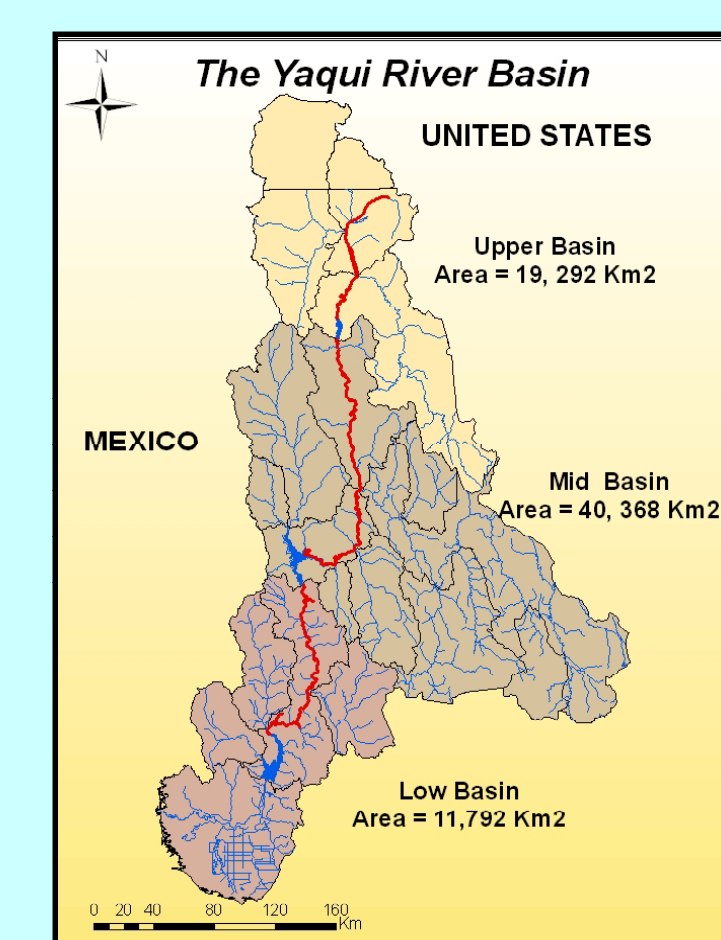 N
The Yaqui River Basin
UNITED STATES
Upper Basin
Area = 19, 292 Km2
MEXICO
Mid Basin
Area = 40, 368 Km2
Low Basin
Area = 11,792 Km2
0 20 40 80 120 160
Km